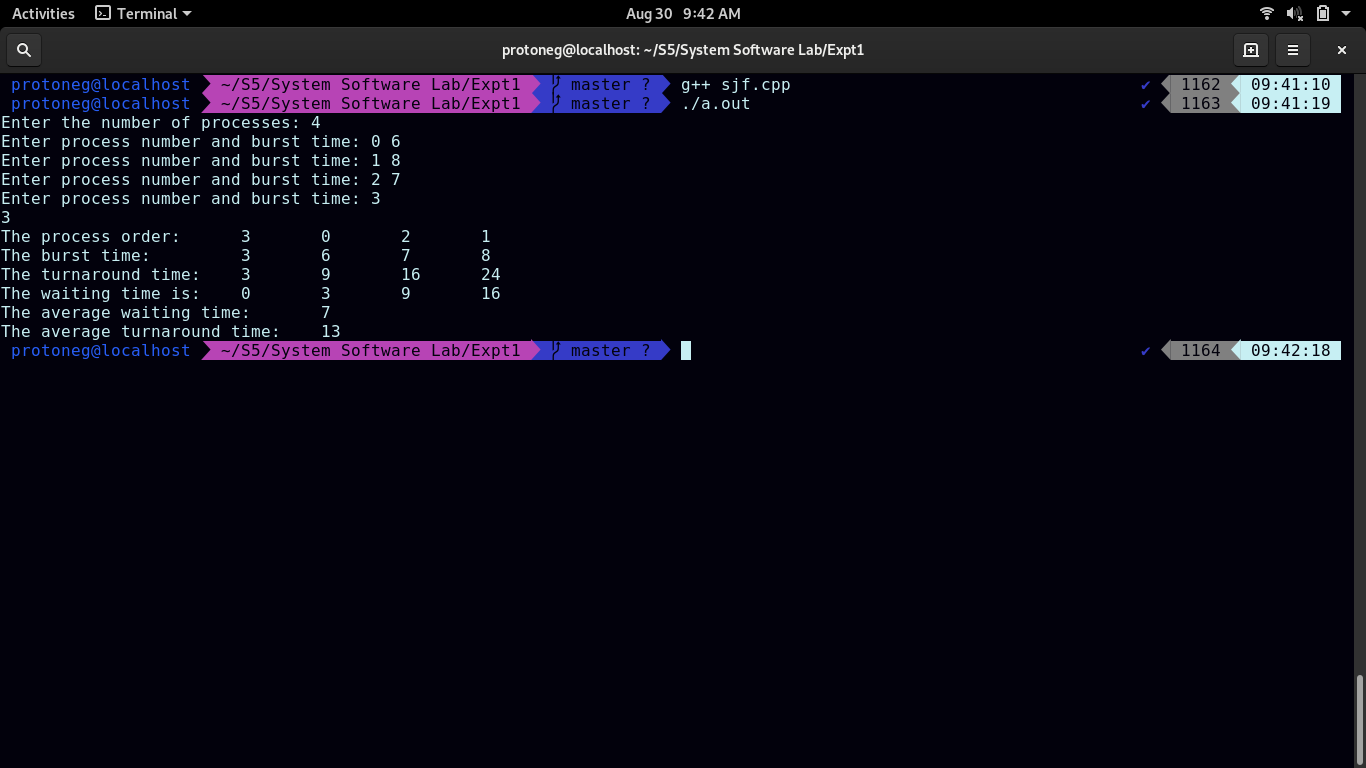 Activities Terminal Aug 30 9:42 AM
protoneg@localhost: ~/S5/System Software Lab/Expt1
protoneg@localhost ~/S5/System Software Lab/Expt1 master ? g++ sjf.cpp ✔ 1162 09:41:10
protoneg@localhost ~/S5/System Software Lab/Expt1 master ? ./a.out ✔ 1163 09:41:19
Enter the number of processes: 4
Enter process number and burst time: 0 6
Enter process number and burst time: 1 8
Enter process number and burst time: 2 7
Enter process number and burst time: 3
3
The process order: 3 0 2 1
The burst time: 3 6 7 8
The turnaround time: 3 9 16 24
The waiting time is: 0 3 9 16
The average waiting time: 7
The average turnaround time: 13
protoneg@localhost ~/S5/System Software Lab/Expt1 master ? ✔ 1164 09:42:18